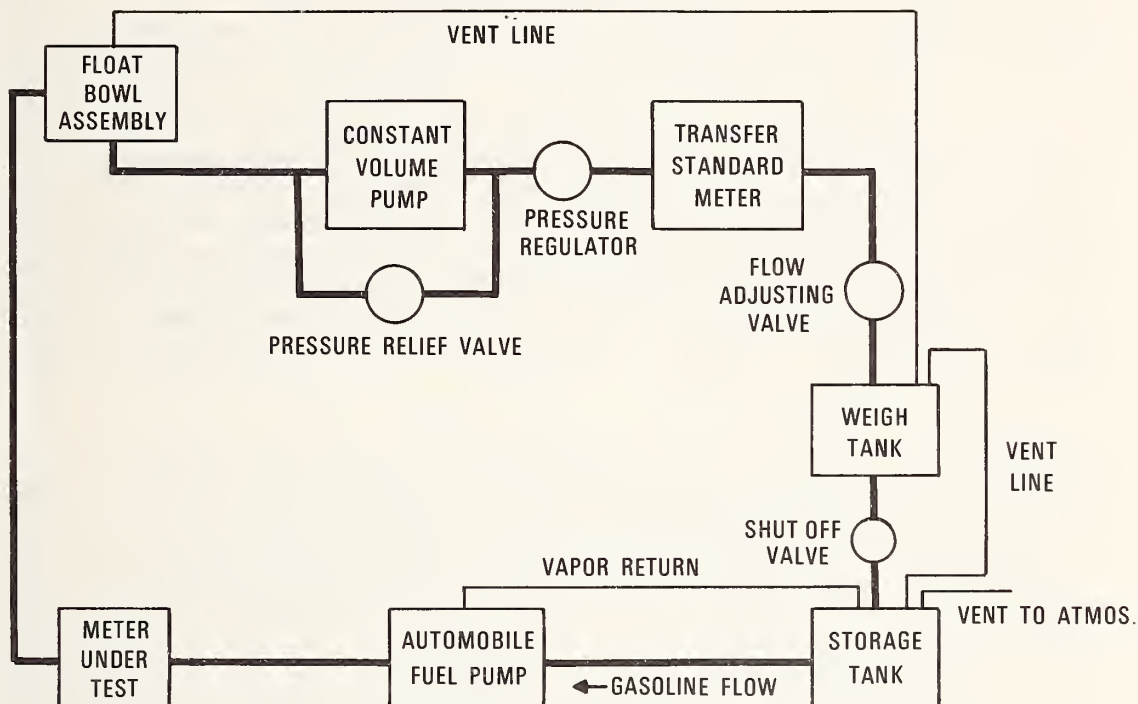 VENT LINE
FLOAT
BOWL
ASSEMBLY
CONSTANT
VOLUME
PUMP
TRANSFER
STANDARD
METER
PRESSURE
REGULATOR
FLOW
ADJUSTING
VALVE
PRESSURE RELIEF VALVE
WEIGH
TANK
VENT
LINE
SHUT OFF
VALVE
VAPOR RETURN
VENT TO ATMOS.
METER
UNDER
TEST
AUTOMOBILE
FUEL PUMP
STORAGE
TANK
←GASOLINE FLOW